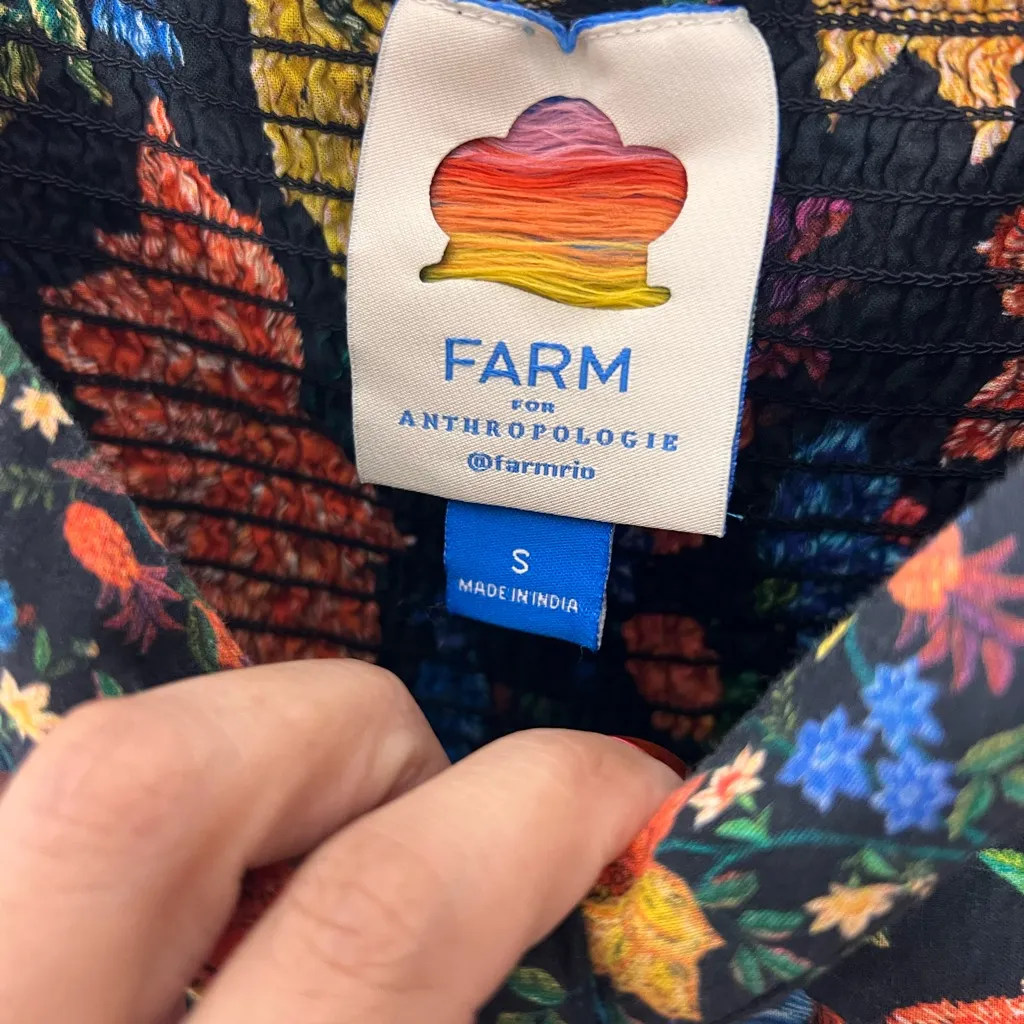 FARM
FOR
ANTHROPOLOGIE
@farmrio
S
MADE IN INDIA